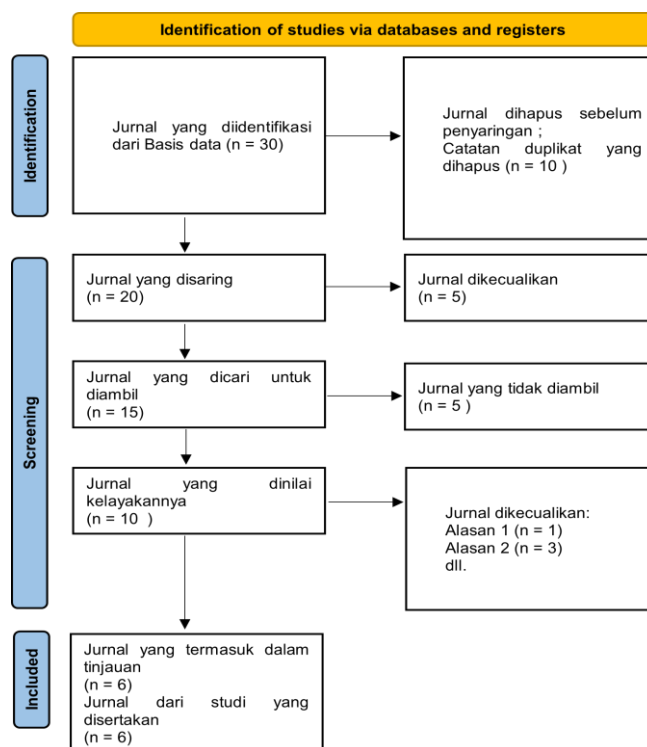 Identification of studies via databases and registers
Identification
Jurnal yang diidentifikasi
dari Basis data (n = 30)
Jurnal dihapus sebelum
penyaringan ;
Catatan duplikat yang
dihapus (n = 10 )
Screening
Jurnal yang disaring
(n = 20)
Jurnal dikecualikan
(n = 5)
Jurnal yang dicari untuk
diambil
(n = 15)
Jurnal yang tidak diambil
(n = 5 )
Jurnal yang dinilai
kelayakannya
(n = 10 )
Jurnal dikecualikan:
Alasan 1 (n = 1)
Alasan 2 (n = 3)
dll.
Included
Jurnal yang termasuk dalam
tinjauan
(n = 6)
Jurnal dari studi yang
disertakan
(n = 6)